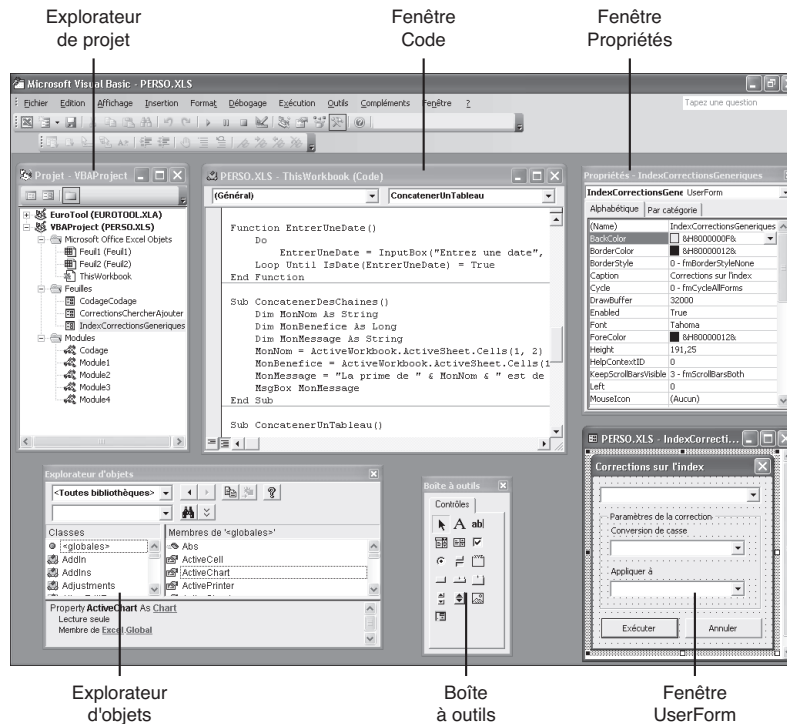 Explorateur
de projet
Fenêtre
Code
Fenêtre
Propriétés
Microsoft Visual Basic - PERSO.XLS
Fichier Edition Affichage Insertion Format Débogage Exécution Outils Compléments Fenêtre ?
Tapez une question
Projet - VBAProject
EuroTool (EUROTOOL.XLA)
VBAProject (PERSO.XLS)
Microsoft Office Excel Objets
Feuil1 (Feuil1)
Feuil2 (Feuil2)
ThisWorkbook
Feuilles
CodageCodage
CorrectionsChercherAjouter
IndexCorrectionsGeneriques
Modules
Codage
Module1
Module2
Module3
Module4
PERSO.XLS - ThisWorkbook (Code)
(Général) ConcatenerUnTableau
Function EntrerUneDate()
Do
EntrerUneDate = InputBox("Entrez une date",
Loop Until IsDate(EntrerUneDate) = True
End Function
Sub ConcatenerDesChaines()
Dim MonNom As String
Dim MonBenefice As Long
Dim MonMessage As String
MonNom = ActiveWorkbook.ActiveSheet.Cells(1, 2)
MonBenefice = ActiveWorkbook.ActiveSheet.Cells(
MonMessage = "La prime de " & MonNom & " est de
MsgBox MonMessage
End Sub
Sub ConcatenerUnTableau()
Propriétés - IndexCorrectionsGeneriques
IndexCorrectionsGene UserForm
Alphabétique Par catégorie
(Name) IndexCorrectionsGeneriques
BackColor &H8000000F&
BorderColor &H80000012&
BorderStyle 0 - fmBorderStyleNone
Caption Corrections sur l'index
Cycle 0 - fmCycleAllForms
DrawBuffer 32000
Enabled True
Font Tahoma
ForeColor &H80000012&
Height 191,25
HelpContextID 0
KeepScrollBarsVisible 3 - fmScrollBarsBoth
Left 0
MouseIcon (Aucun)
Explorateur d'objets
<Toutes bibliothèques>
Classes
<globales>
AddIn
AddIns
Adjustments
Membres de '<globales>'
Abs
ActiveCell
ActiveChart
ActivePrinter
Property ActiveChart As Chart
Lecture seule
Membre de Excel.Global
Boîte à outils
Contrôles
A ab|
PERSO.XLS - IndexCorrecti...
Corrections sur l'index
Paramètres de la correction
Conversion de casse
Appliquer à
Exécuter Annuler
Explorateur
d'objets
Boîte
à outils
Fenêtre
UserForm